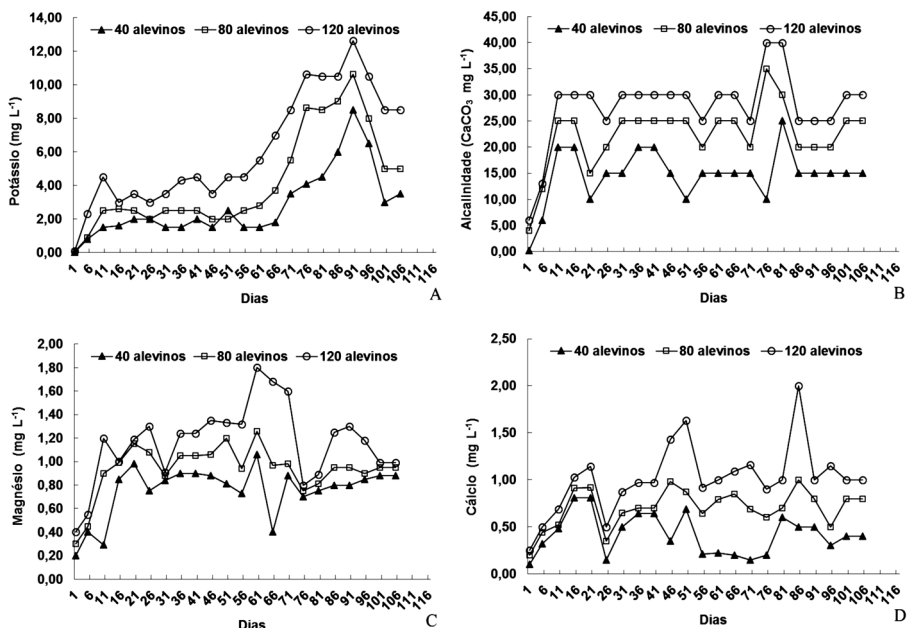 14,00
12,00
10,00
8,00
6,00
4,00
2,00
0,00
Potássio (mg L-1)
40 alevinos 80 alevinos 120 alevinos
1 6 11 16 21 26 31 36 41 46 51 56 61 66 71 76 81 86 91 96 101 106 111 116
Dias
A
45,00
40,00
35,00
30,00
25,00
20,00
15,00
10,00
5,00
0,00
Alcalinidade (CaCO3 mg L-1)
40 alevinos 80 alevinos 120 alevinos
1 6 11 16 21 26 31 36 41 46 51 56 61 66 71 76 81 86 91 96 101 106 111 116
Dias
B
2,00
1,80
1,60
1,40
1,20
1,00
0,80
0,60
0,40
0,20
0,00
Magnésio (mg L-1)
40 alevinos 80 alevinos 120 alevinos
1 6 11 16 21 26 31 36 41 46 51 56 61 66 71 76 81 86 91 96 101 106 111 116
Dias
C
2,50
2,00
1,50
1,00
0,50
0,00
Cálcio (mg L-1)
40 alevinos 80 alevinos 120 alevinos
1 6 11 16 21 26 31 36 41 46 51 56 61 66 71 76 81 86 91 96 101 106 111 116
Dias
D